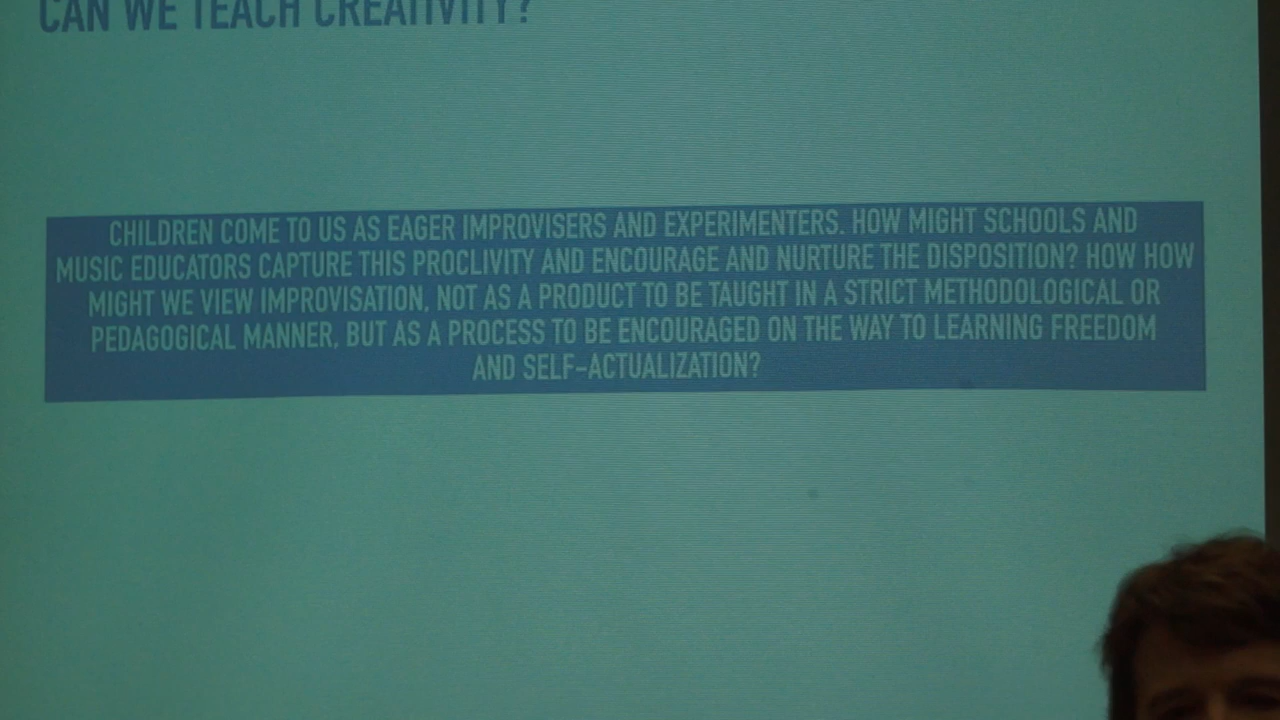 CAN WE TEACH CREATIVITY?
CHILDREN COME TO US AS EAGER IMPROVISERS AND EXPERIMENTERS. HOW MIGHT SCHOOLS AND
MUSIC EDUCATORS CAPTURE THIS PROCLIVITY AND ENCOURAGE AND NURTURE THE DISPOSITION? HOW HOW
MIGHT WE VIEW IMPROVISATION, NOT AS A PRODUCT TO BE TAUGHT IN A STRICT METHODOLOGICAL OR
PEDAGOGICAL MANNER, BUT AS A PROCESS TO BE ENCOURAGED ON THE WAY TO LEARNING FREEDOM
AND SELF-ACTUALIZATION?